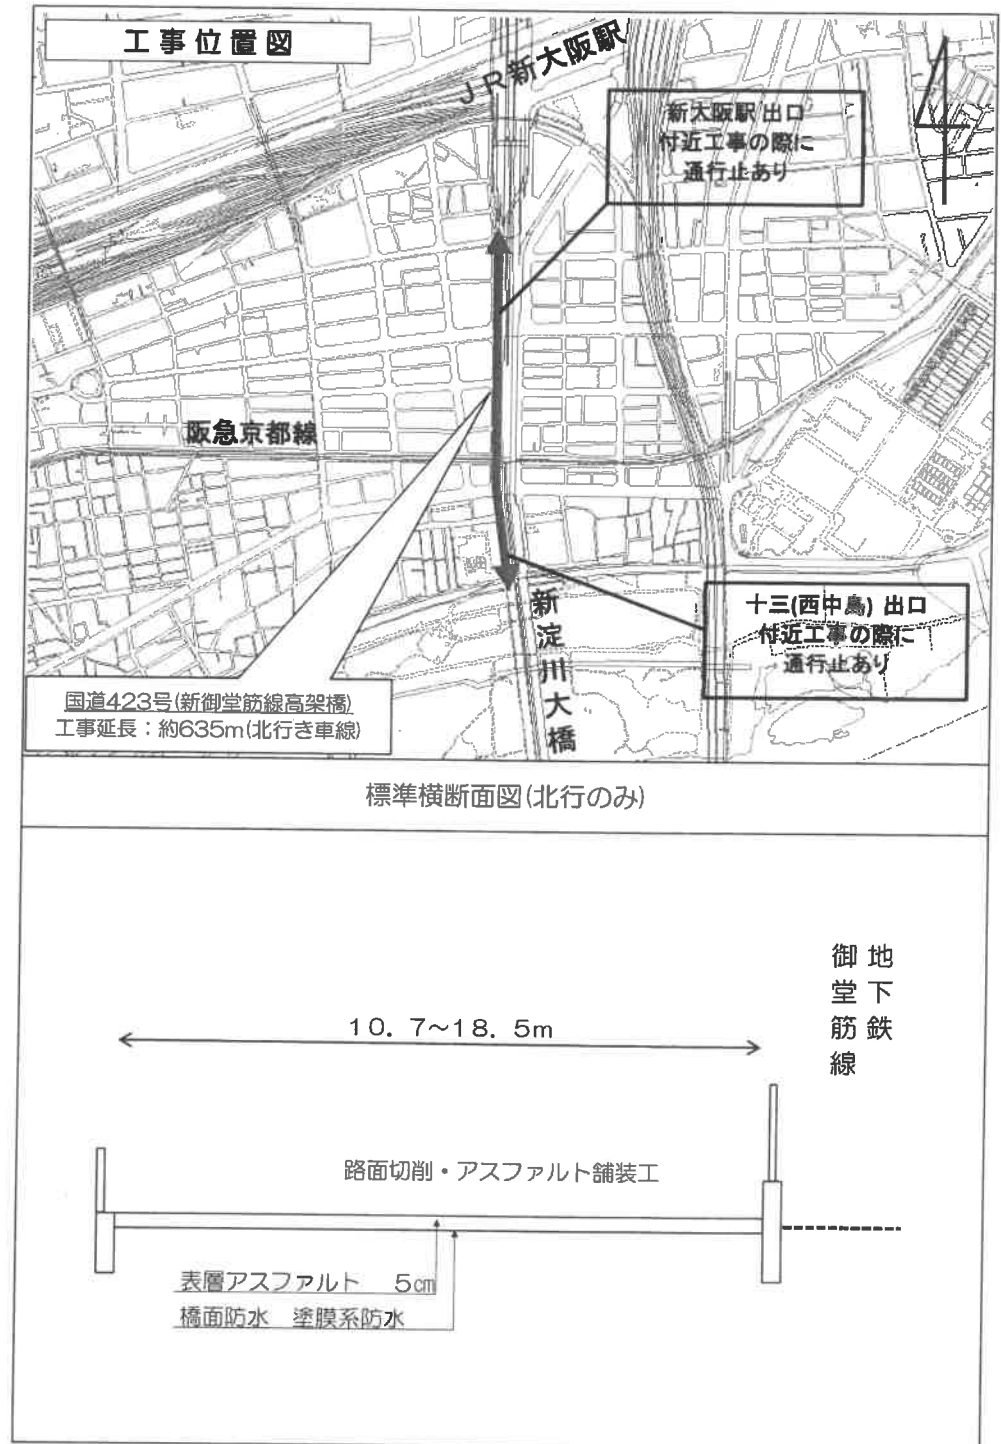 工事位置図
JR新大阪駅
新大阪駅 出口
付近工事の際に
通行止あり
阪急京都線
十三(西中島) 出口
付近工事の際に
通行止あり
新淀川大橋
国道423号(新御堂筋線高架橋)
工事延長：約635m(北行き車線)
標準横断面図(北行のみ)
地下鉄
御堂筋線
10. 7～18. 5m
路面切削・アスファルト舗装工
表層アスファルト 5cm
橋面防水 塗膜系防水